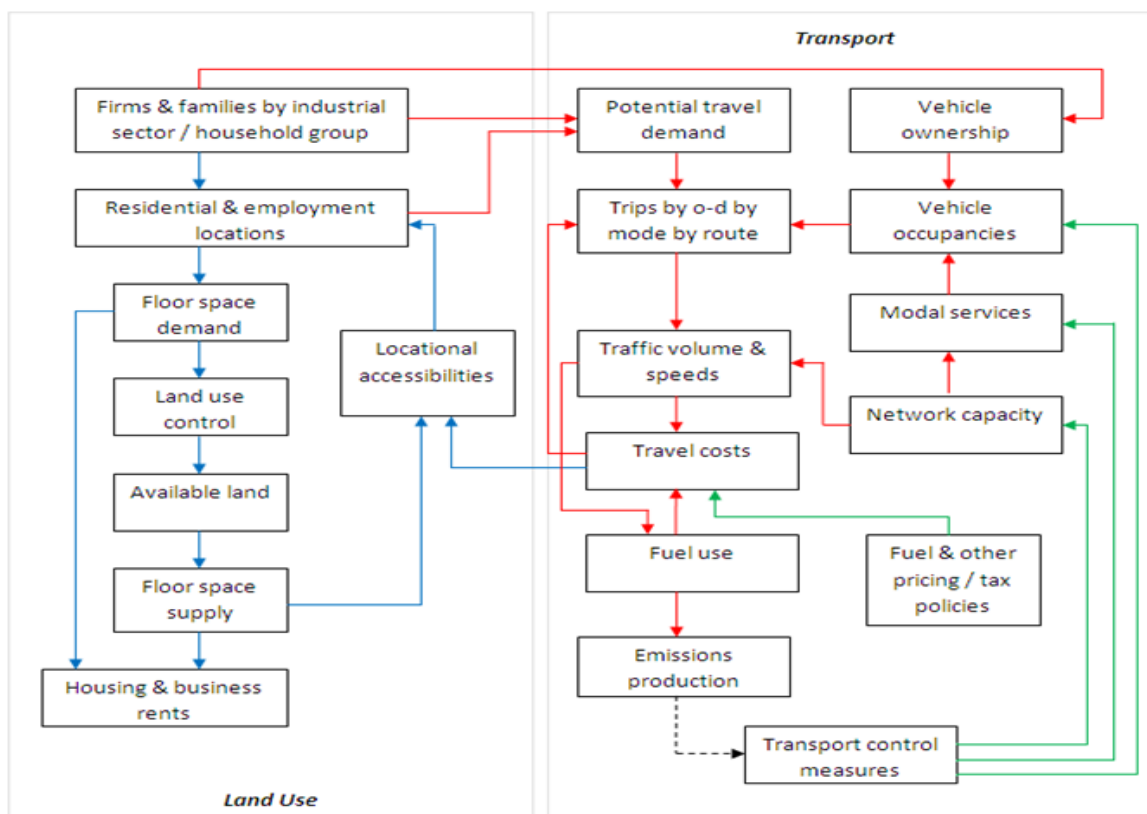 Transport
Firms & families by industrial
sector / household group
Potential travel
demand
Vehicle
ownership
Residential & employment
locations
Trips by o-d by
mode by route
Vehicle
occupancies
Floor space
demand
Locational
accessibilities
Traffic volume &
speeds
Modal services
Land use
control
Network capacity
Travel costs
Available land
Fuel use
Fuel & other
pricing / tax
policies
Floor space
supply
Emissions
production
Housing & business
rents
Transport control
measures
Land Use